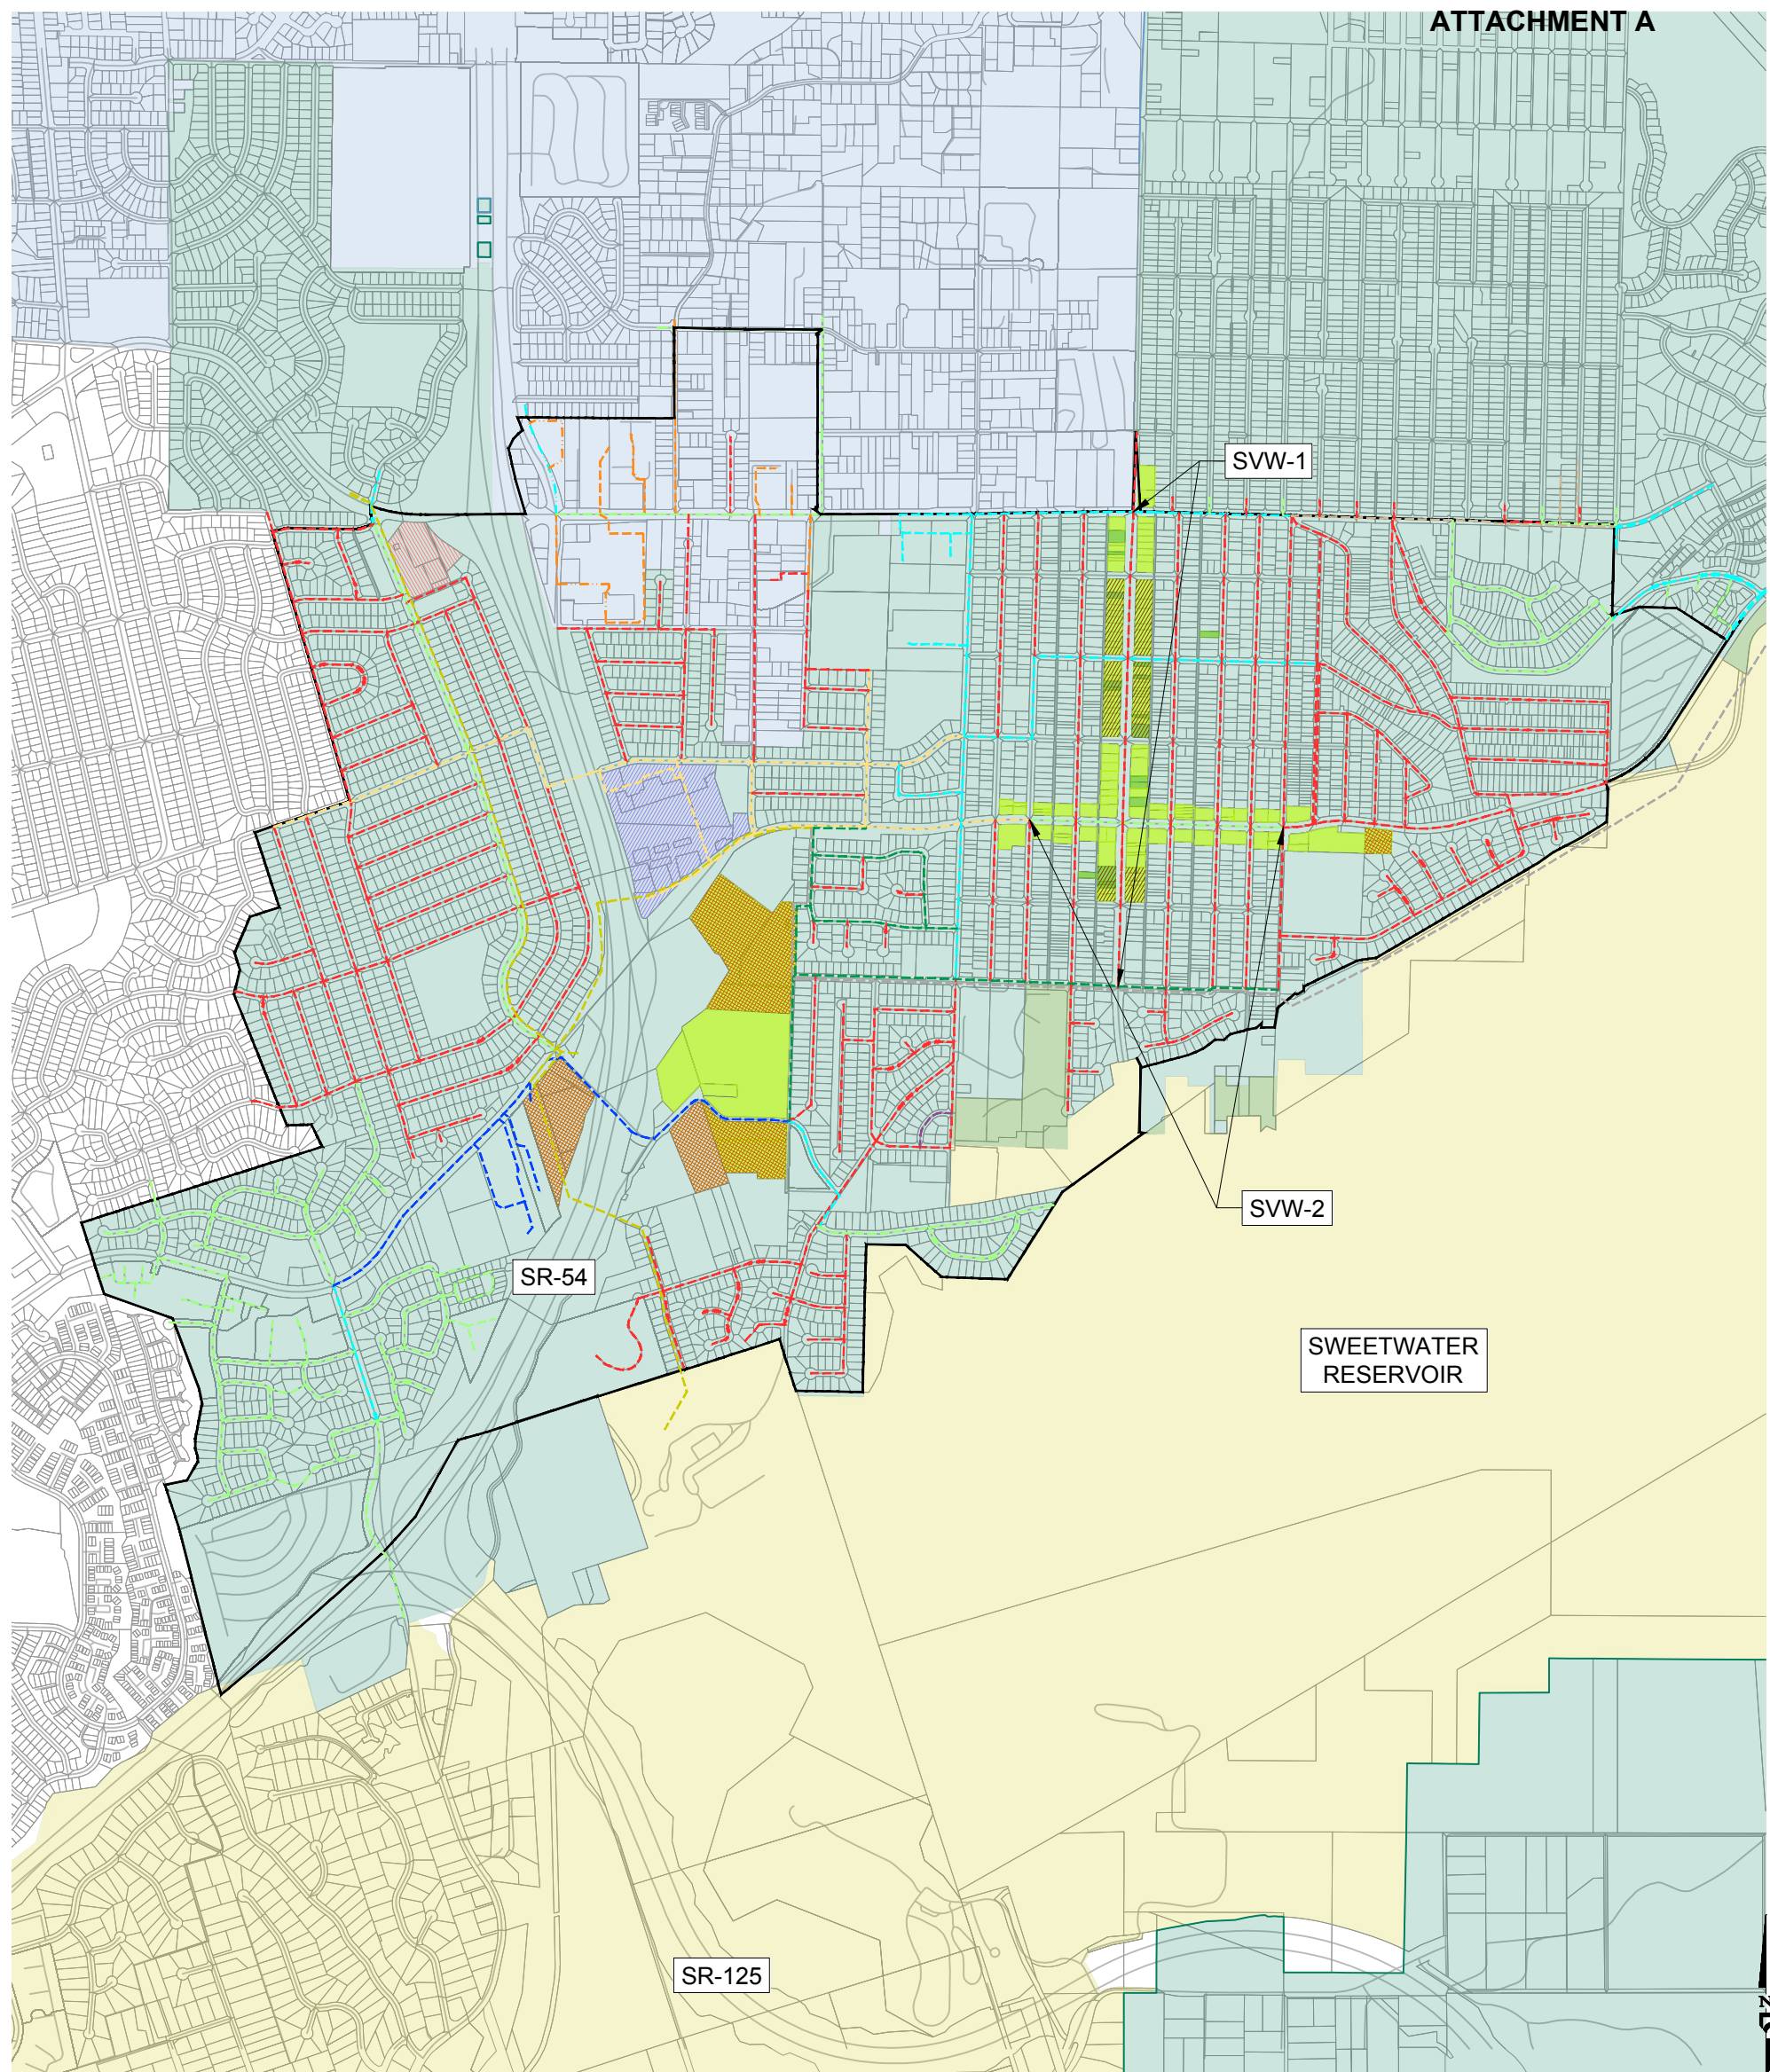 ATTACHMENT A
SVW-1
SVW-2
SR-54
SWEETWATER
RESERVOIR
SR-125